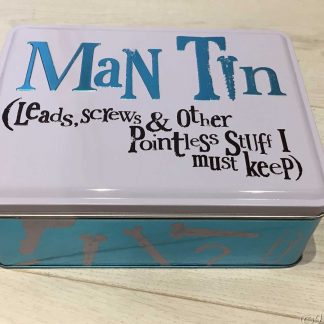 Man Tin
(Leads, screws & Other
Pointless Stuff I
must keep)